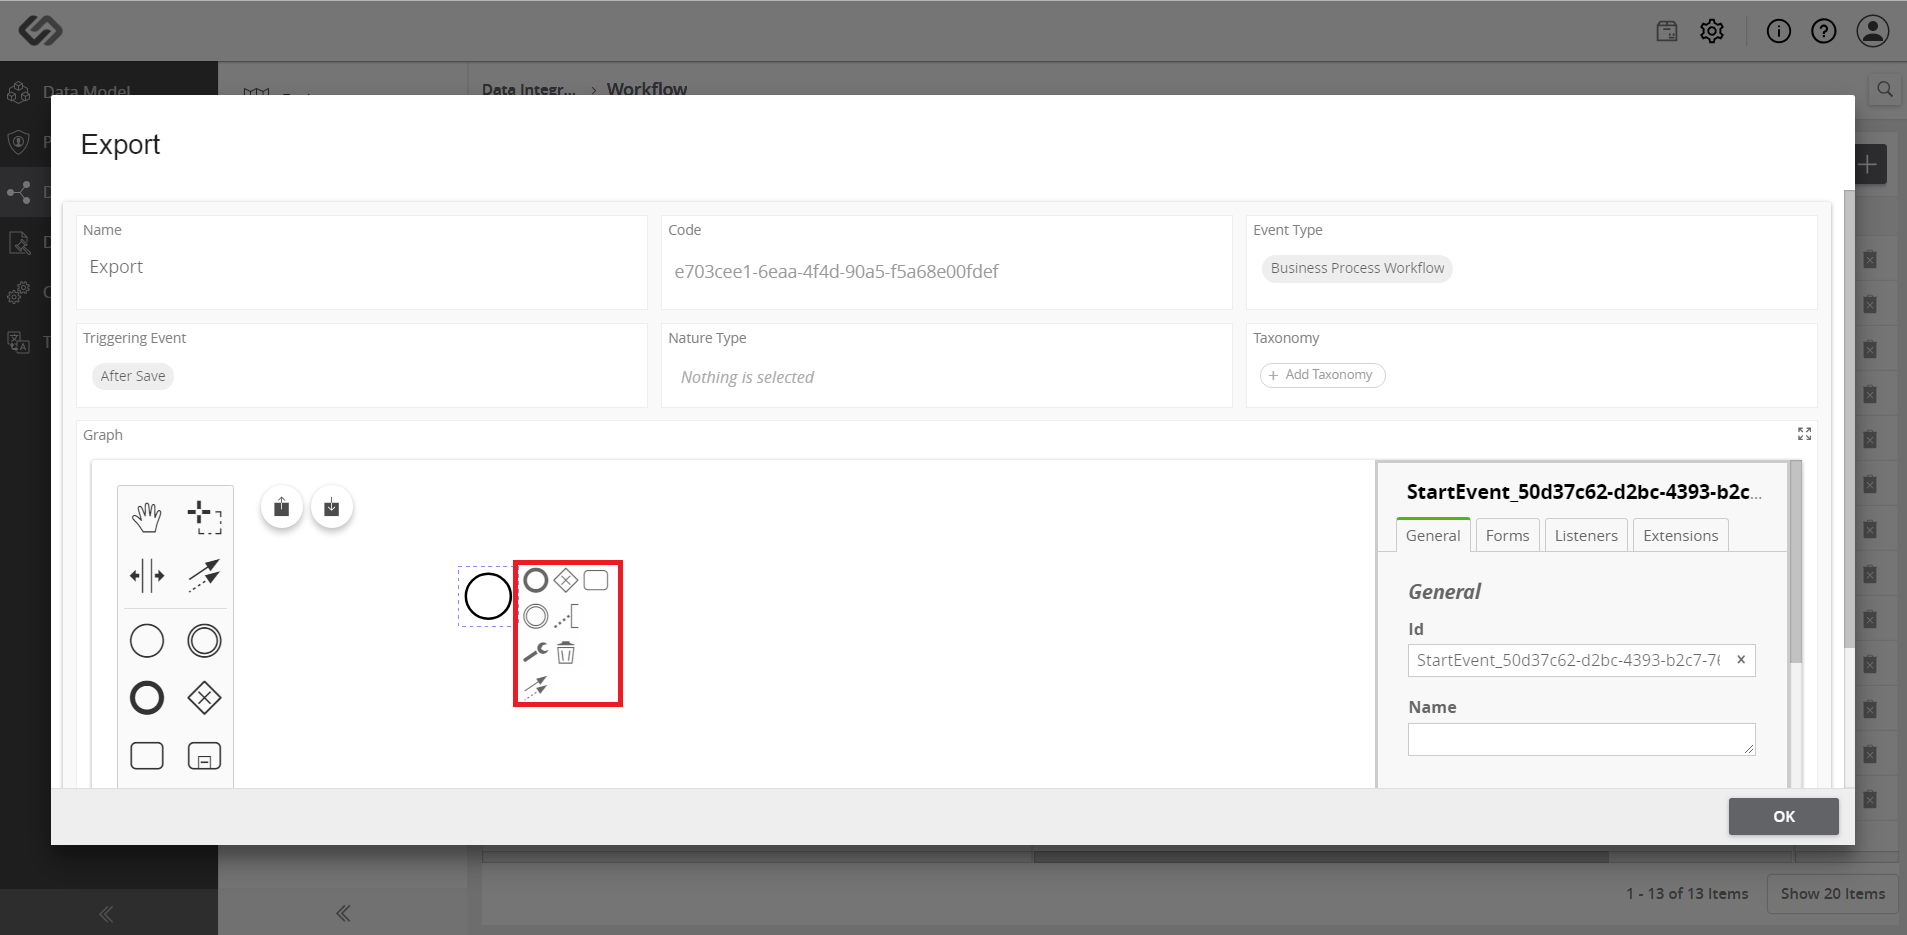 Data Model
Data Integr... > Workflow
Export
Name
Code
Event Type
Export
e703cee1-6eaa-4f4d-90a5-f5a68e00fdef
Business Process Workflow
Triggering Event
Nature Type
Taxonomy
After Save
Nothing is selected
+ Add Taxonomy
Graph
StartEvent_50d37c62-d2bc-4393-b2c...
General
Forms
Listeners
Extensions
General
Id
StartEvent_50d37c62-d2bc-4393-b2c7-7
Name
OK
1 - 13 of 13 Items
Show 20 Items